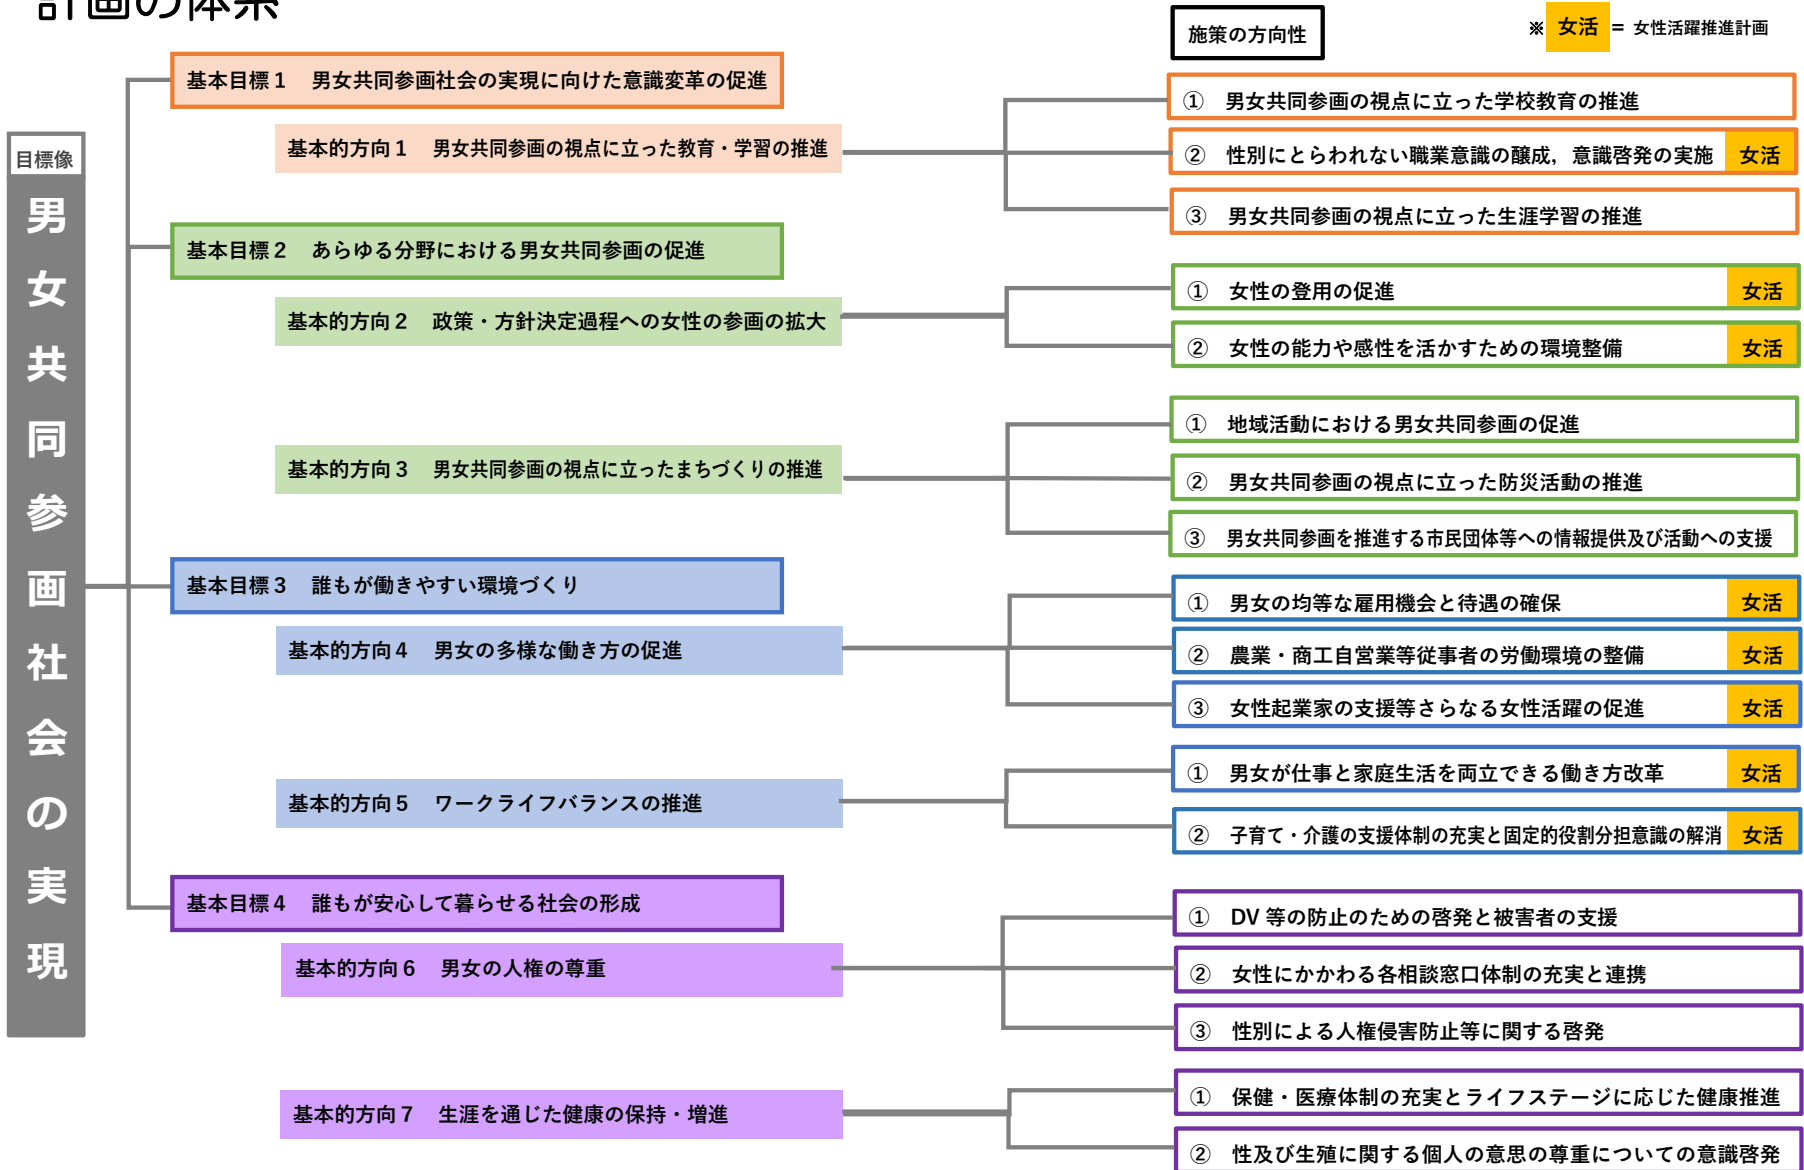 計画の体系
施策の方向性
※ 女活 = 女性活躍推進計画
目標像
男女共同参画社会の実現
基本目標1 男女共同参画社会の実現に向けた意識変革の促進
基本的方向1 男女共同参画の視点に立った教育・学習の推進
① 男女共同参画の視点に立った学校教育の推進
② 性別にとらわれない職業意識の醸成，意識啓発の実施 女活
③ 男女共同参画の視点に立った生涯学習の推進
基本目標2 あらゆる分野における男女共同参画の促進
基本的方向2 政策・方針決定過程への女性の参画の拡大
① 女性の登用の促進 女活
② 女性の能力や感性を活かすための環境整備 女活
基本的方向3 男女共同参画の視点に立ったまちづくりの推進
① 地域活動における男女共同参画の促進
② 男女共同参画の視点に立った防災活動の推進
③ 男女共同参画を推進する市民団体等への情報提供及び活動への支援
基本目標3 誰もが働きやすい環境づくり
基本的方向4 男女の多様な働き方の促進
① 男女の均等な雇用機会と待遇の確保 女活
② 農業・商工自営業等従事者の労働環境の整備 女活
③ 女性起業家の支援等さらなる女性活躍の促進 女活
基本的方向5 ワークライフバランスの推進
① 男女が仕事と家庭生活を両立できる働き方改革 女活
② 子育て・介護の支援体制の充実と固定的役割分担意識の解消 女活
基本目標4 誰もが安心して暮らせる社会の形成
基本的方向6 男女の人権の尊重
① DV 等の防止のための啓発と被害者の支援
② 女性にかかわる各相談窓口体制の充実と連携
③ 性別による人権侵害防止等に関する啓発
基本的方向7 生涯を通じた健康の保持・増進
① 保健・医療体制の充実とライフステージに応じた健康推進
② 性及び生殖に関する個人の意思の尊重についての意識啓発